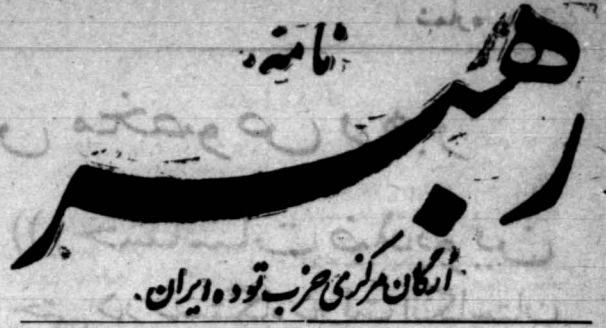 نامه
رهبر
ارگان مرکزی حزب توده ایران.